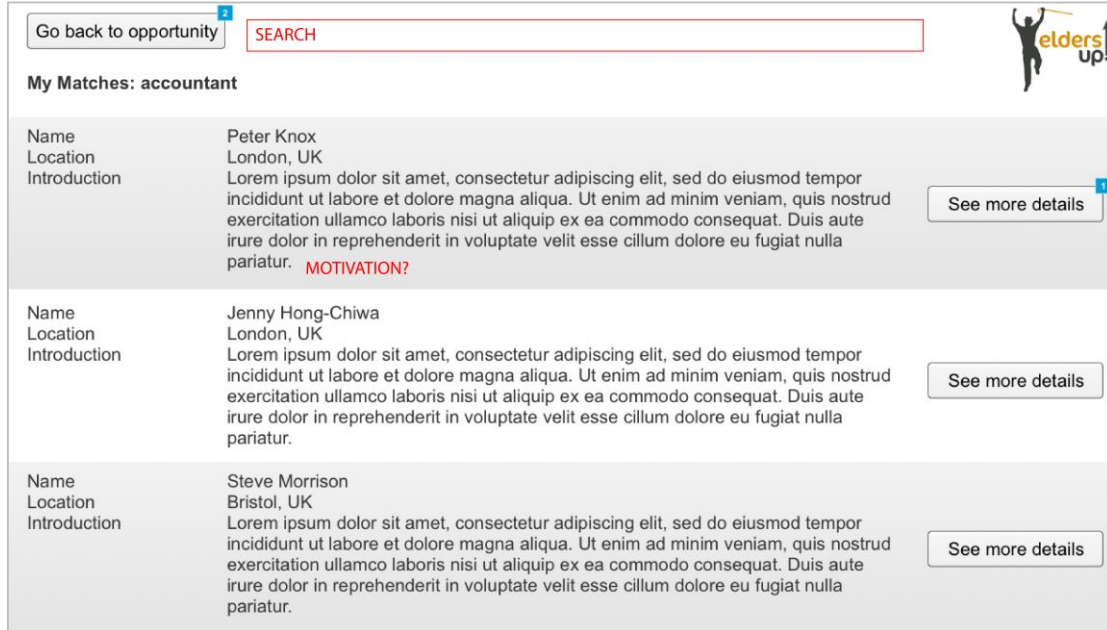 2
Go back to opportunity
SEARCH
elders
up!
My Matches: accountant
Name Peter Knox
Location London, UK
Introduction Lorem ipsum dolor sit amet, consectetur adipiscing elit, sed do eiusmod tempor
incididunt ut labore et dolore magna aliqua. Ut enim ad minim veniam, quis nostrud
exercitation ullamco laboris nisi ut aliquip ex ea commodo consequat. Duis aute
irure dolor in reprehenderit in voluptate velit esse cillum dolore eu fugiat nulla
pariatur. MOTIVATION?
1
See more details
Name Jenny Hong-Chiwa
Location London, UK
Introduction Lorem ipsum dolor sit amet, consectetur adipiscing elit, sed do eiusmod tempor
incididunt ut labore et dolore magna aliqua. Ut enim ad minim veniam, quis nostrud
exercitation ullamco laboris nisi ut aliquip ex ea commodo consequat. Duis aute
irure dolor in reprehenderit in voluptate velit esse cillum dolore eu fugiat nulla
pariatur.
See more details
Name Steve Morrison
Location Bristol, UK
Introduction Lorem ipsum dolor sit amet, consectetur adipiscing elit, sed do eiusmod tempor
incididunt ut labore et dolore magna aliqua. Ut enim ad minim veniam, quis nostrud
exercitation ullamco laboris nisi ut aliquip ex ea commodo consequat. Duis aute
irure dolor in reprehenderit in voluptate velit esse cillum dolore eu fugiat nulla
pariatur.
See more details